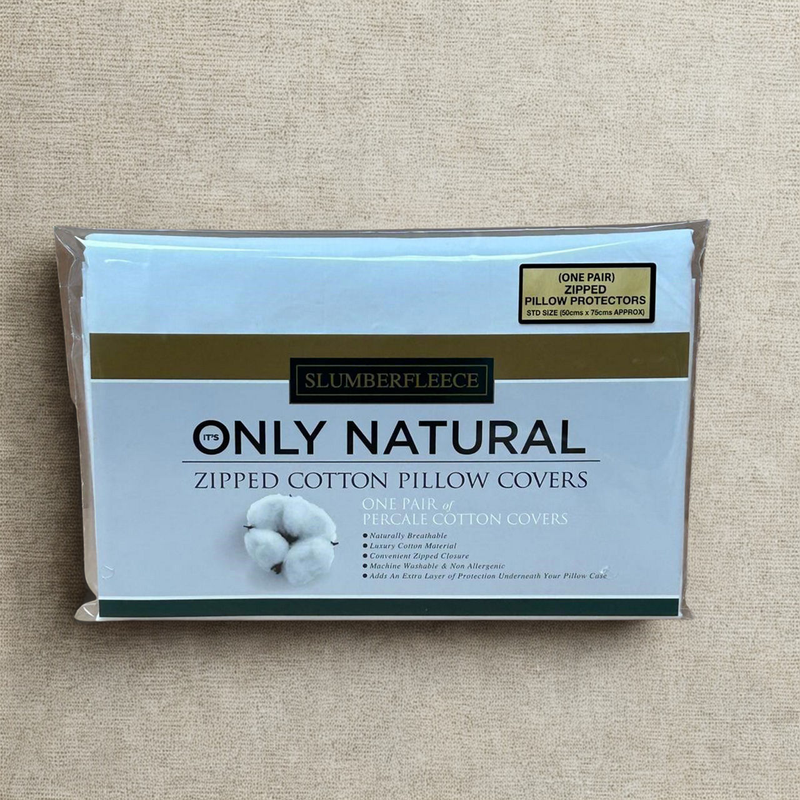 (ONE PAIR)
ZIPPED
PILLOW PROTECTORS
STD SIZE (50cms x 75cms APPROX)
SLUMBERFLEECE
IT'S
ONLY NATURAL
ZIPPED COTTON PILLOW COVERS
ONE PAIR of
PERCALE COTTON COVERS
● Naturally Breathable
● Luxury Cotton Material
● Convenient Zipped Closure
● Machine Washable & Non Allergenic
● Adds An Extra Layer of Protection Underneath Your Pillow Case